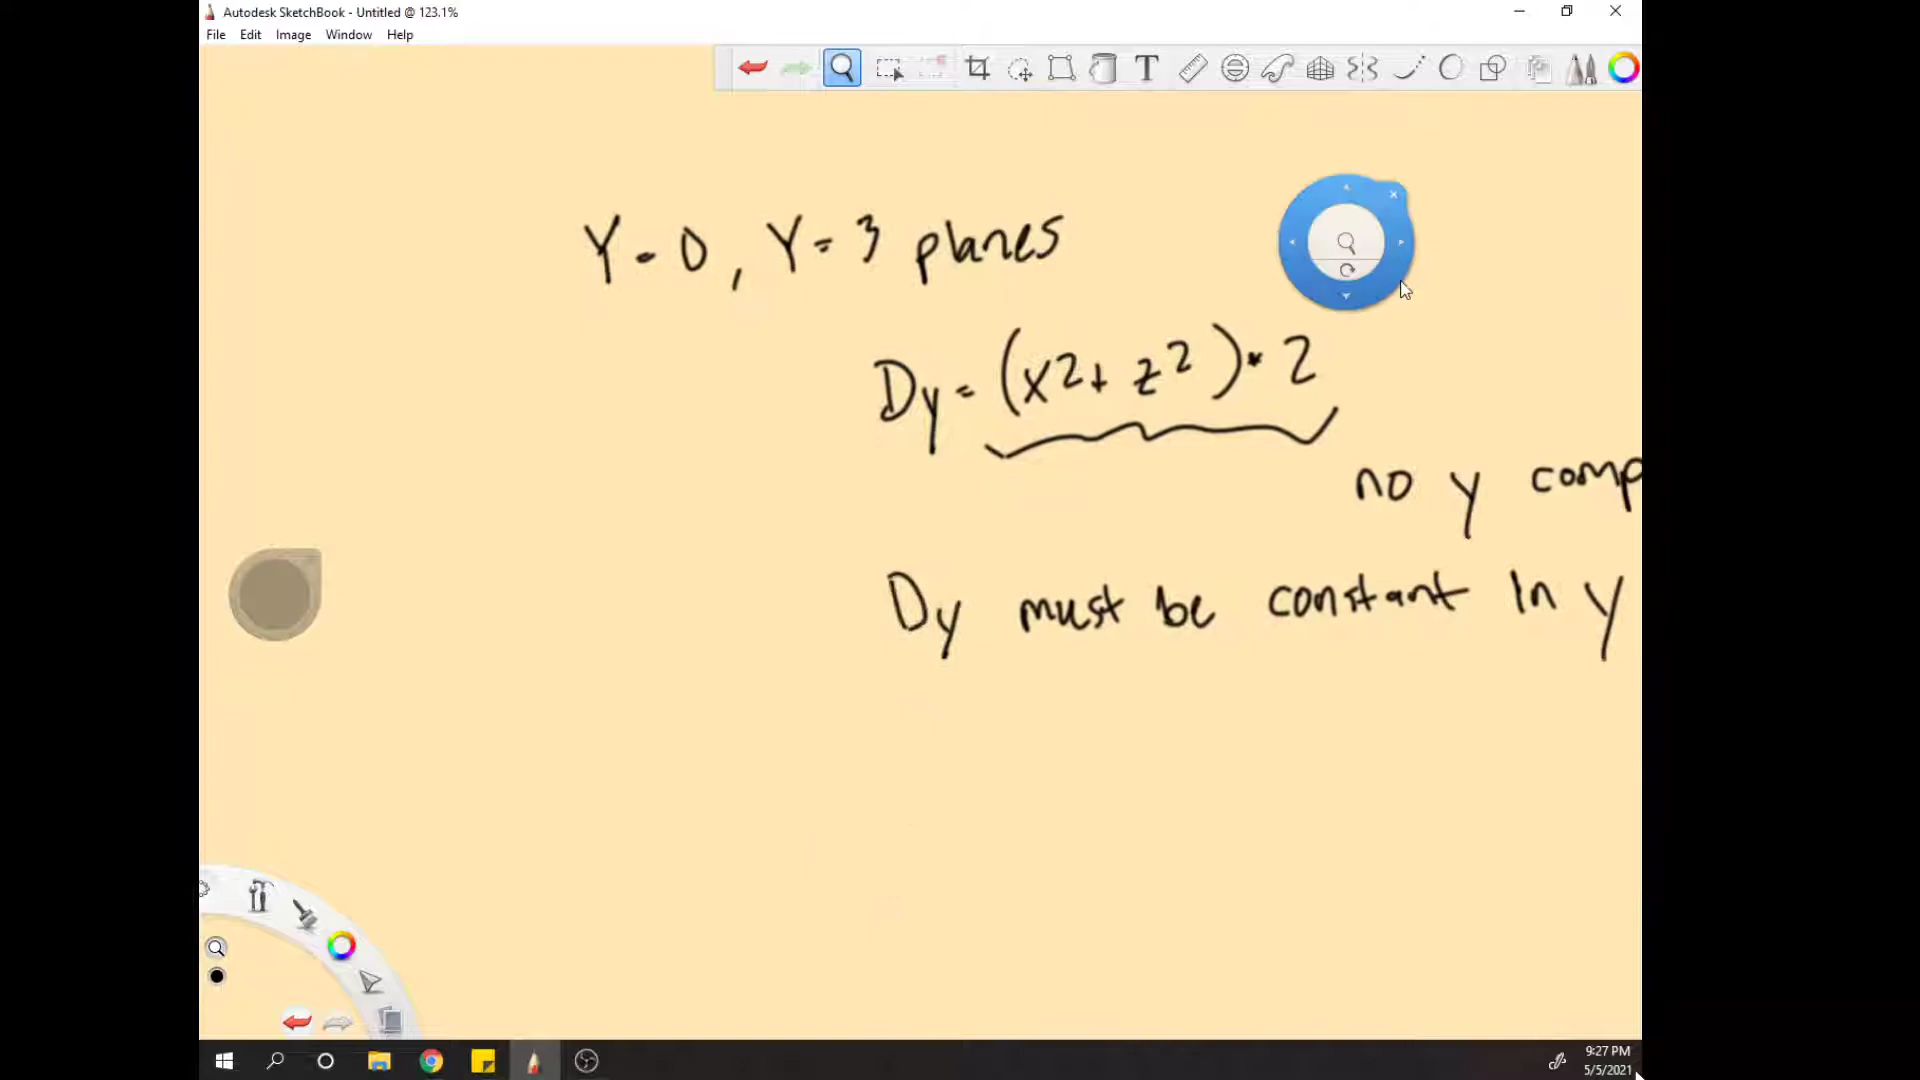 Autodesk SketchBook - Untitled @ 123.1%
File Edit Image Window Help
Y = 0, Y = 3 planes
Dy = (x2 + z2) • 2
no y comp
Dy must be constant in y
9:27 PM
5/5/2021